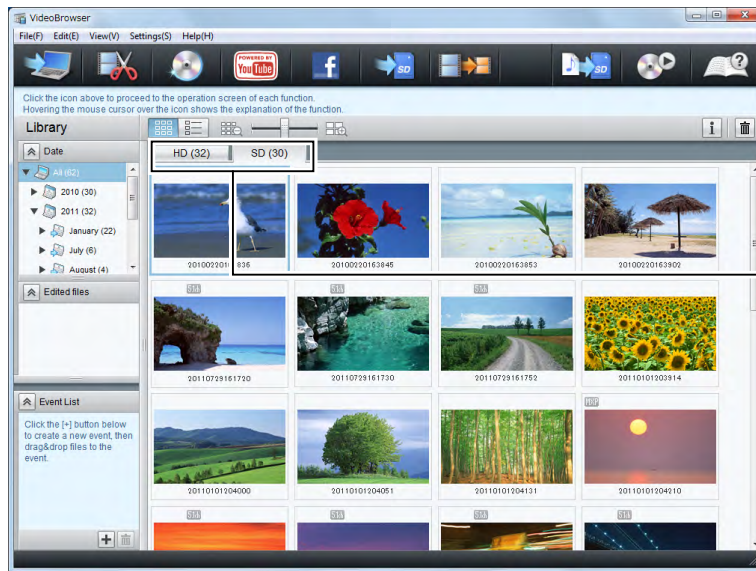 VideoBrowser
File(F) Edit(E) View(V) Settings(S) Help(H)
POWERED BY
YouTube
f
SD
SD
?
Click the icon above to proceed to the operation screen of each function.
Hovering the mouse cursor over the icon shows the explanation of the function.
Library
i
Date
HD (32) SD (30)
All (62)
2010 (30)
2011 (32)
January (22)
July (6)
August (4)
20100220163845
20100220163853
20100220163902
Edited files
20110729161720
20110729161730
20110729161752
20110101203914
Event List
Click the [+] button below
to create a new event, then
drag&drop files to the
event.
MXP
20110101204000
20110101204051
20110101204131
20110101204210